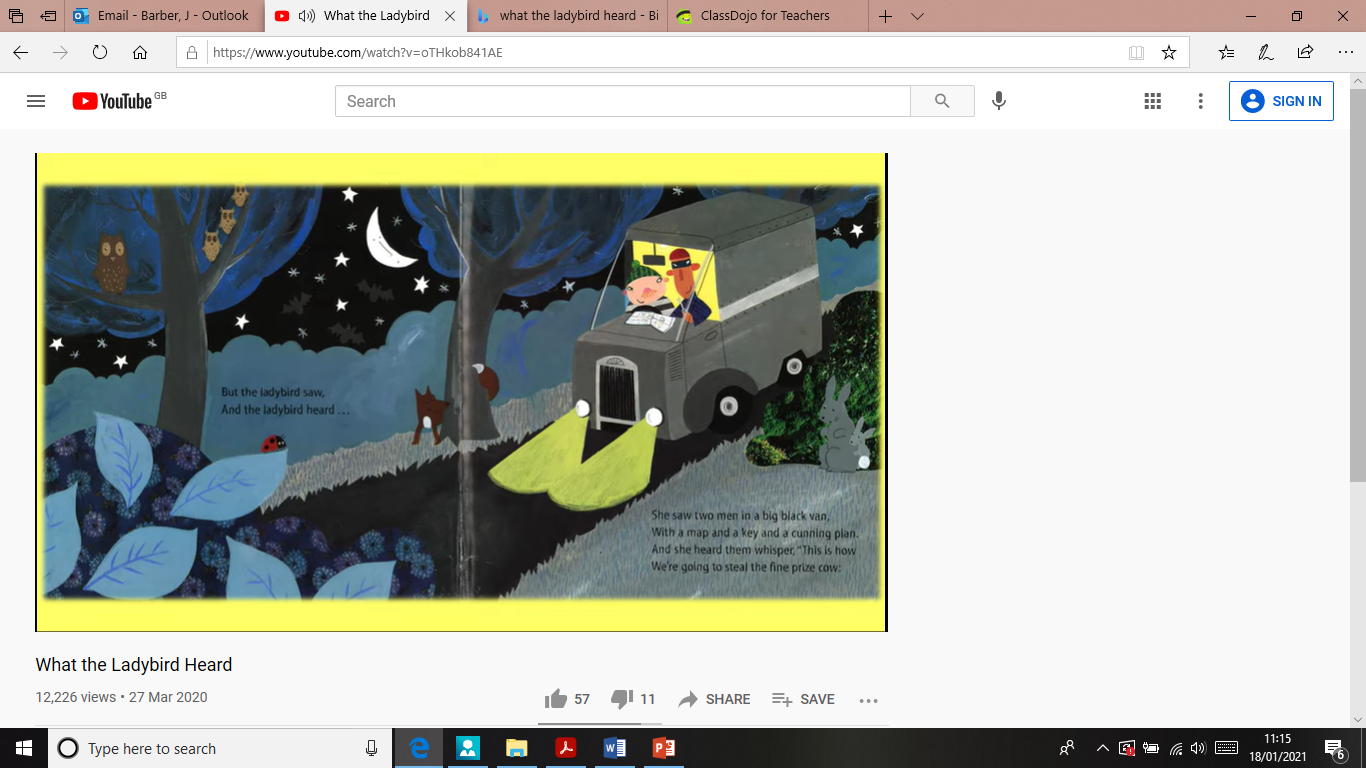 Email - Barber, J - Outlook
What the Ladybird
what the ladybird heard - Bi
ClassDojo for Teachers
https://www.youtube.com/watch?v=oTHkob841AE
YouTube GB
Search
SIGN IN
But the ladybird saw,
And the ladybird heard ...
She saw two men in a big black van,
With a map and a key and a cunning plan.
And she heard them whisper, "This is how
We're going to steal the fine prize cow:
What the Ladybird Heard
12,226 views • 27 Mar 2020
57
11
SHARE
SAVE
Type here to search
11:15
18/01/2021
6